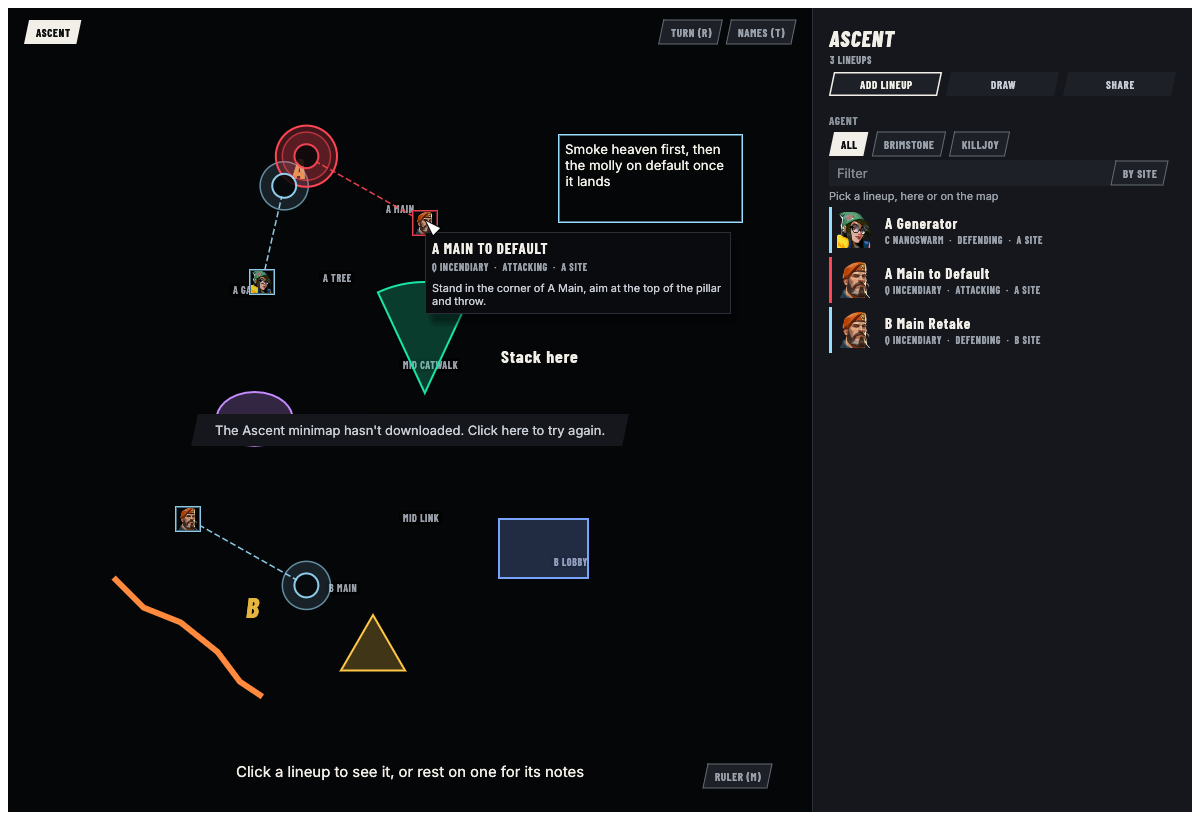 ASCENT
TURN (R)
NAMES (T)
A
A MAIN
Smoke heaven first, then
the molly on default once
it lands
A MAIN TO DEFAULT
Q INCENDIARY · ATTACKING · A SITE
Stand in the corner of A Main, aim at the top of the pillar
and throw.
A TREE
MID CATWALK
Stack here
The Ascent minimap hasn't downloaded. Click here to try again.
MID LINK
B LOBBY
B MAIN
B
Click a lineup to see it, or rest on one for its notes
RULER (M)
ASCENT
3 LINEUPS
ADD LINEUP
DRAW
SHARE
AGENT
ALL
BRIMSTONE
KILLJOY
Filter
BY SITE
Pick a lineup, here or on the map
A Generator
C NANOSWARM · DEFENDING · A SITE
A Main to Default
Q INCENDIARY · ATTACKING · A SITE
B Main Retake
Q INCENDIARY · DEFENDING · B SITE